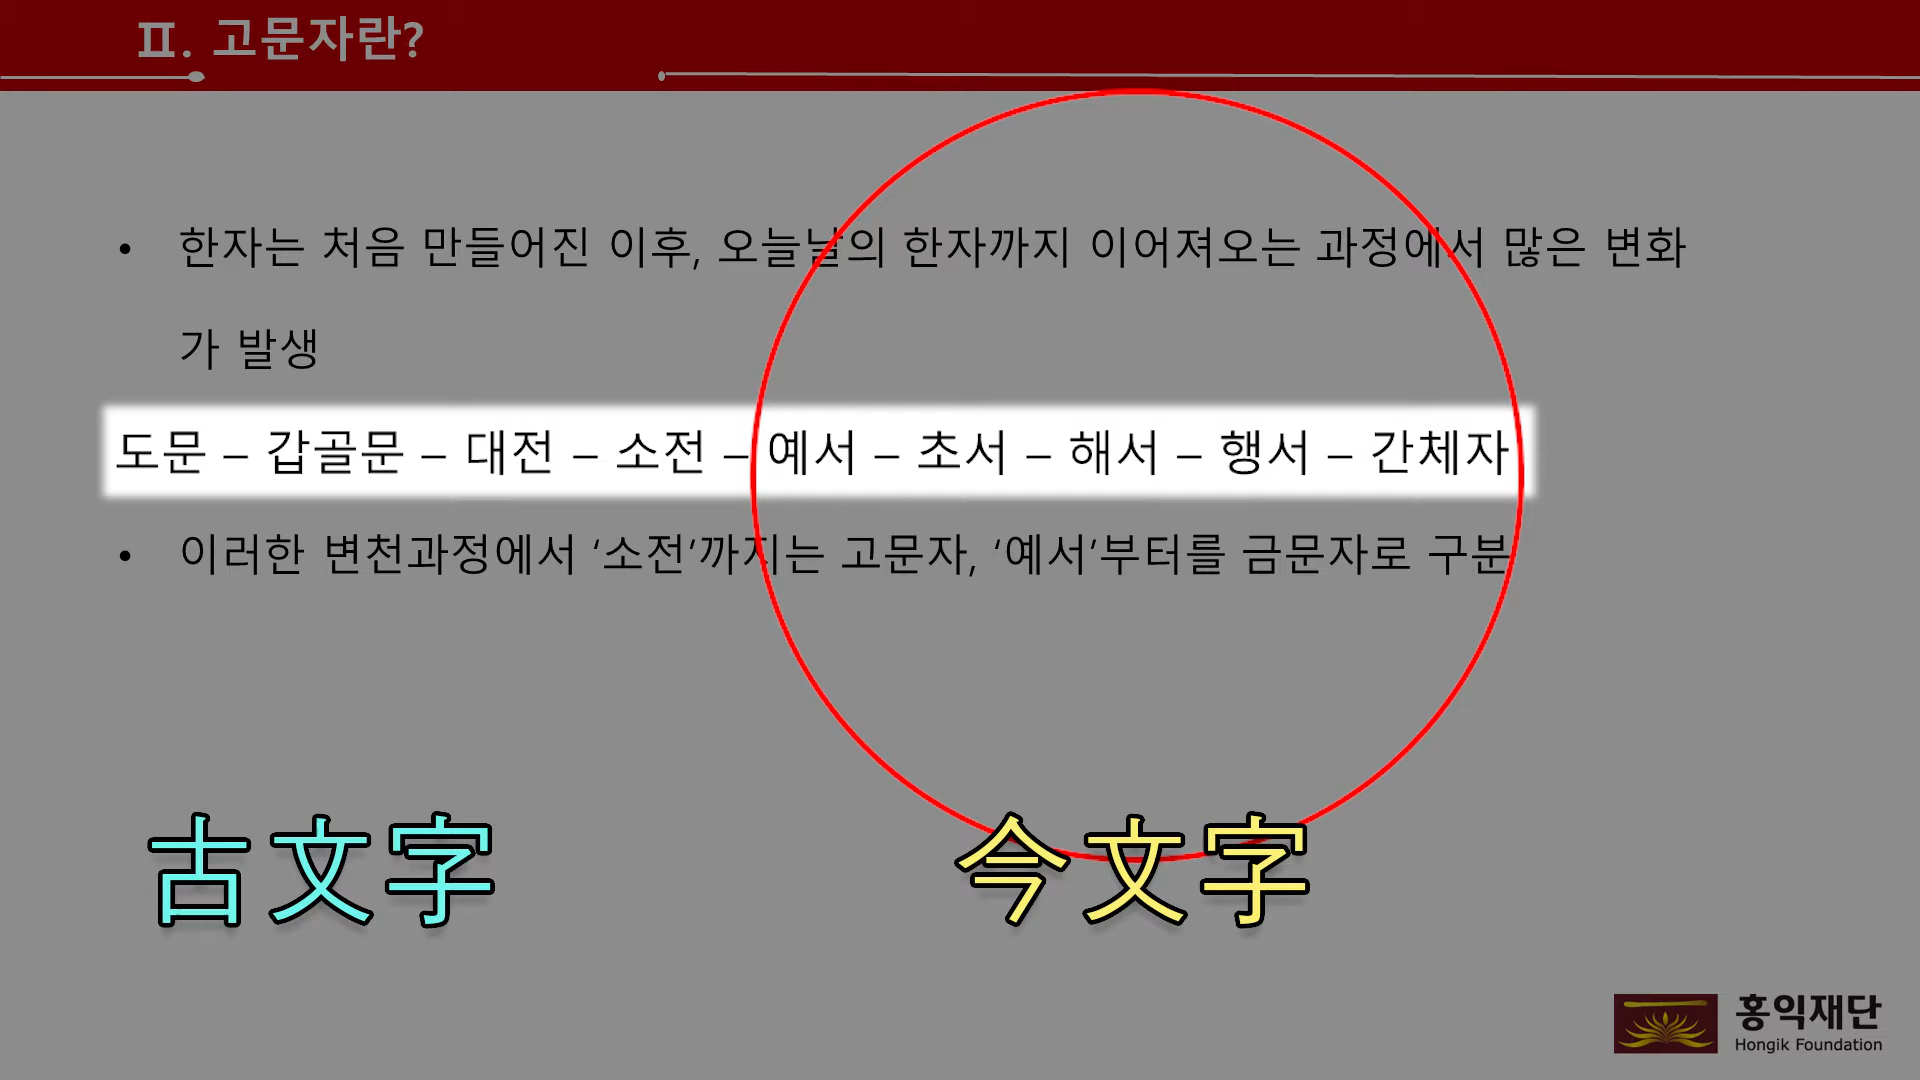 Ⅱ. 고문자란?
• 한자는 처음 만들어진 이후, 오늘날의 한자까지 이어져오는 과정에서 많은 변화
가 발생
도문 – 갑골문 – 대전 – 소전 – 예서 – 초서 – 해서 – 행서 – 간체자
• 이러한 변천과정에서 ‘소전’까지는 고문자, ‘예서’부터를 금문자로 구분
古文字
今文字
홍익재단
Hongik Foundation